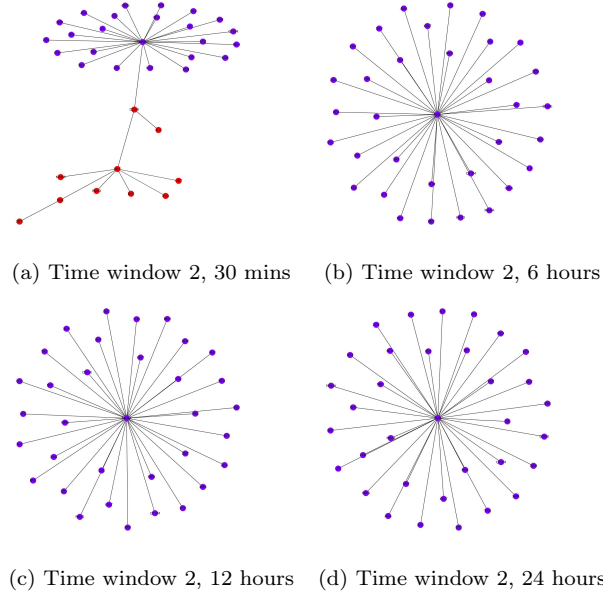 (a) Time window 2, 30 mins
(b) Time window 2, 6 hours
(c) Time window 2, 12 hours
(d) Time window 2, 24 hours